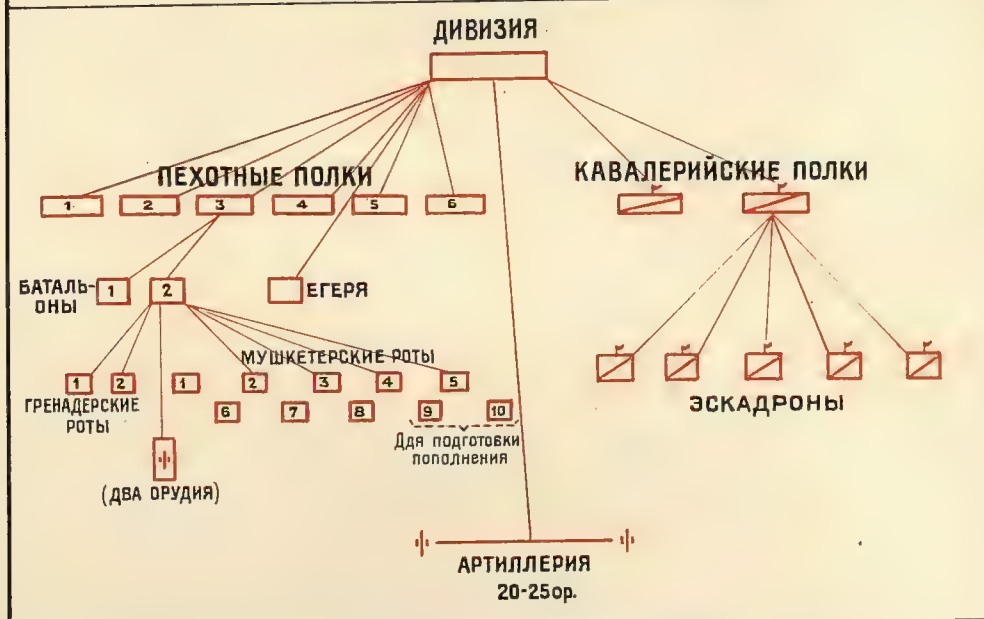 ДИВИЗИЯ
ПЕХОТНЫЕ ПОЛКИ
КАВАЛЕРИЙСКИЕ ПОЛКИ
1 2 3 4 5 6
БАТАЛЬ-
ОНЫ
1 2
ЕГЕРЯ
МУШКЕТЕРСКИЕ РОТЫ
1 2 1 2 3 4 5
ГРЕНАДЕРСКИЕ
РОТЫ
6 7 8 9 10
ЭСКАДРОНЫ
Для подготовки
пополнения
(ДВА ОРУДИЯ)
АРТИЛЛЕРИЯ
20-25ор.